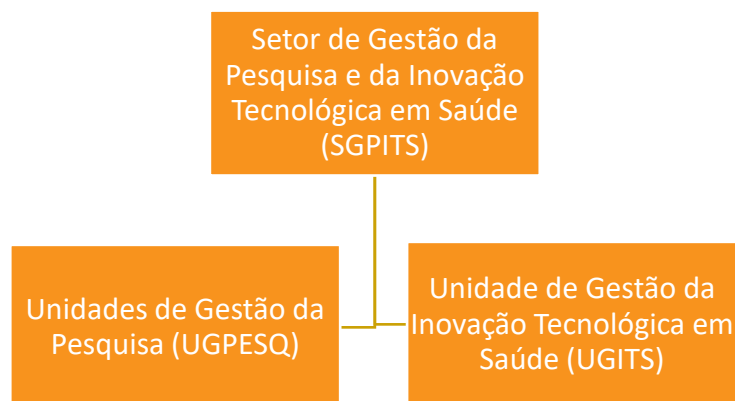 Setor de Gestão da
Pesquisa e da Inovação
Tecnológica em Saúde
(SGPITS)
Unidades de Gestão da
Pesquisa (UGPESQ)
Unidade de Gestão da
Inovação Tecnológica em
Saúde (UGITS)